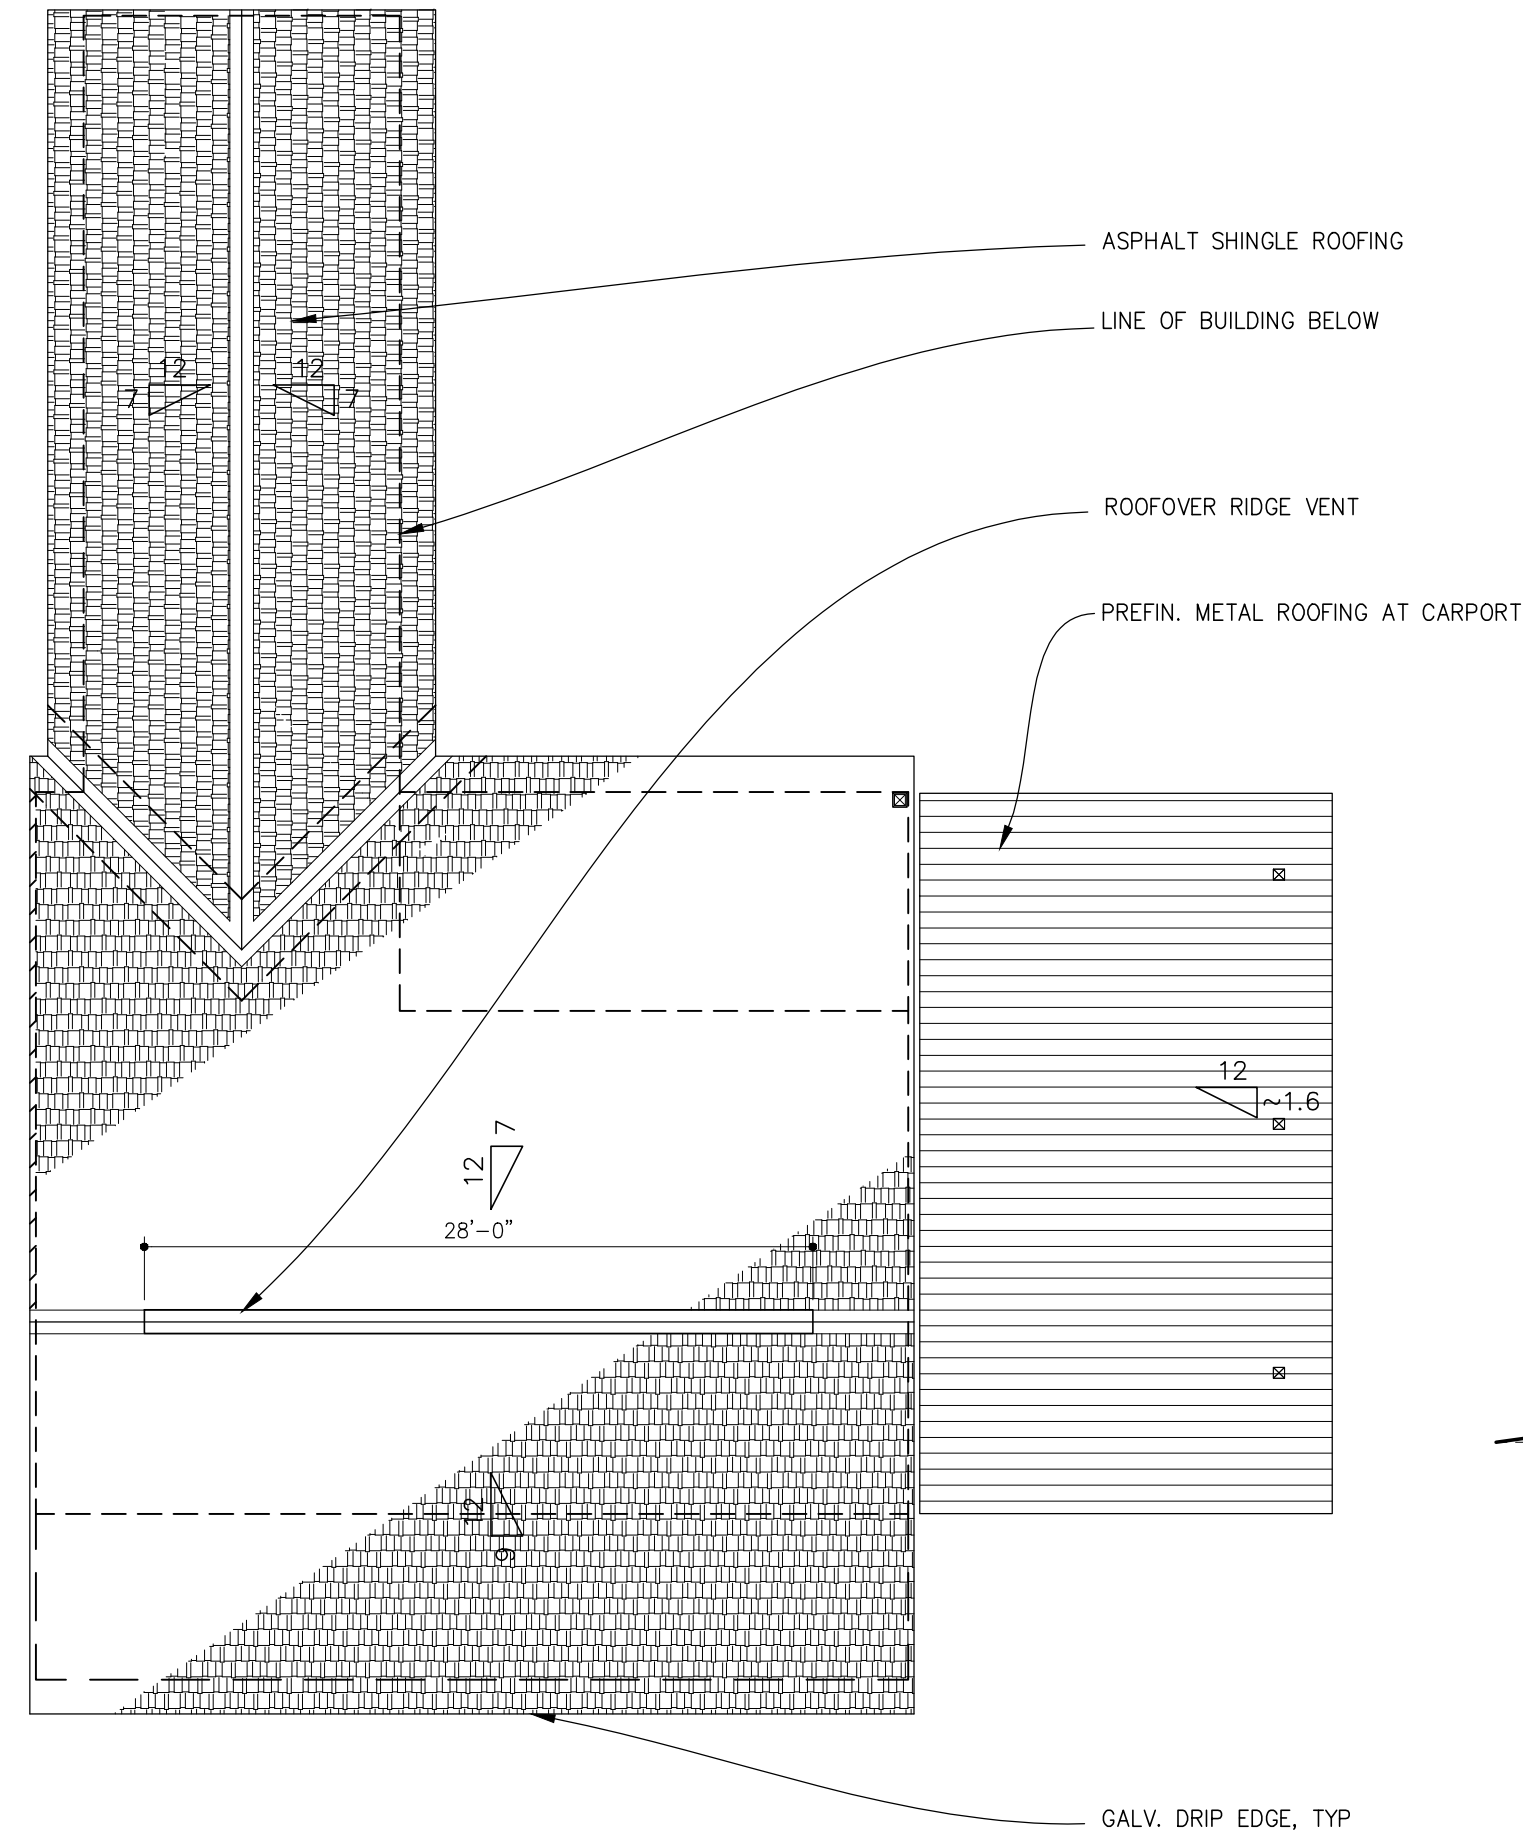 ASPHALT SHINGLE ROOFING
LINE OF BUILDING BELOW
12
7
12
7
ROOFOVER RIDGE VENT
PREFIN. METAL ROOFING AT CARPORT
12
~1.6
7
12
28'-0"
12
9
GALV. DRIP EDGE, TYP